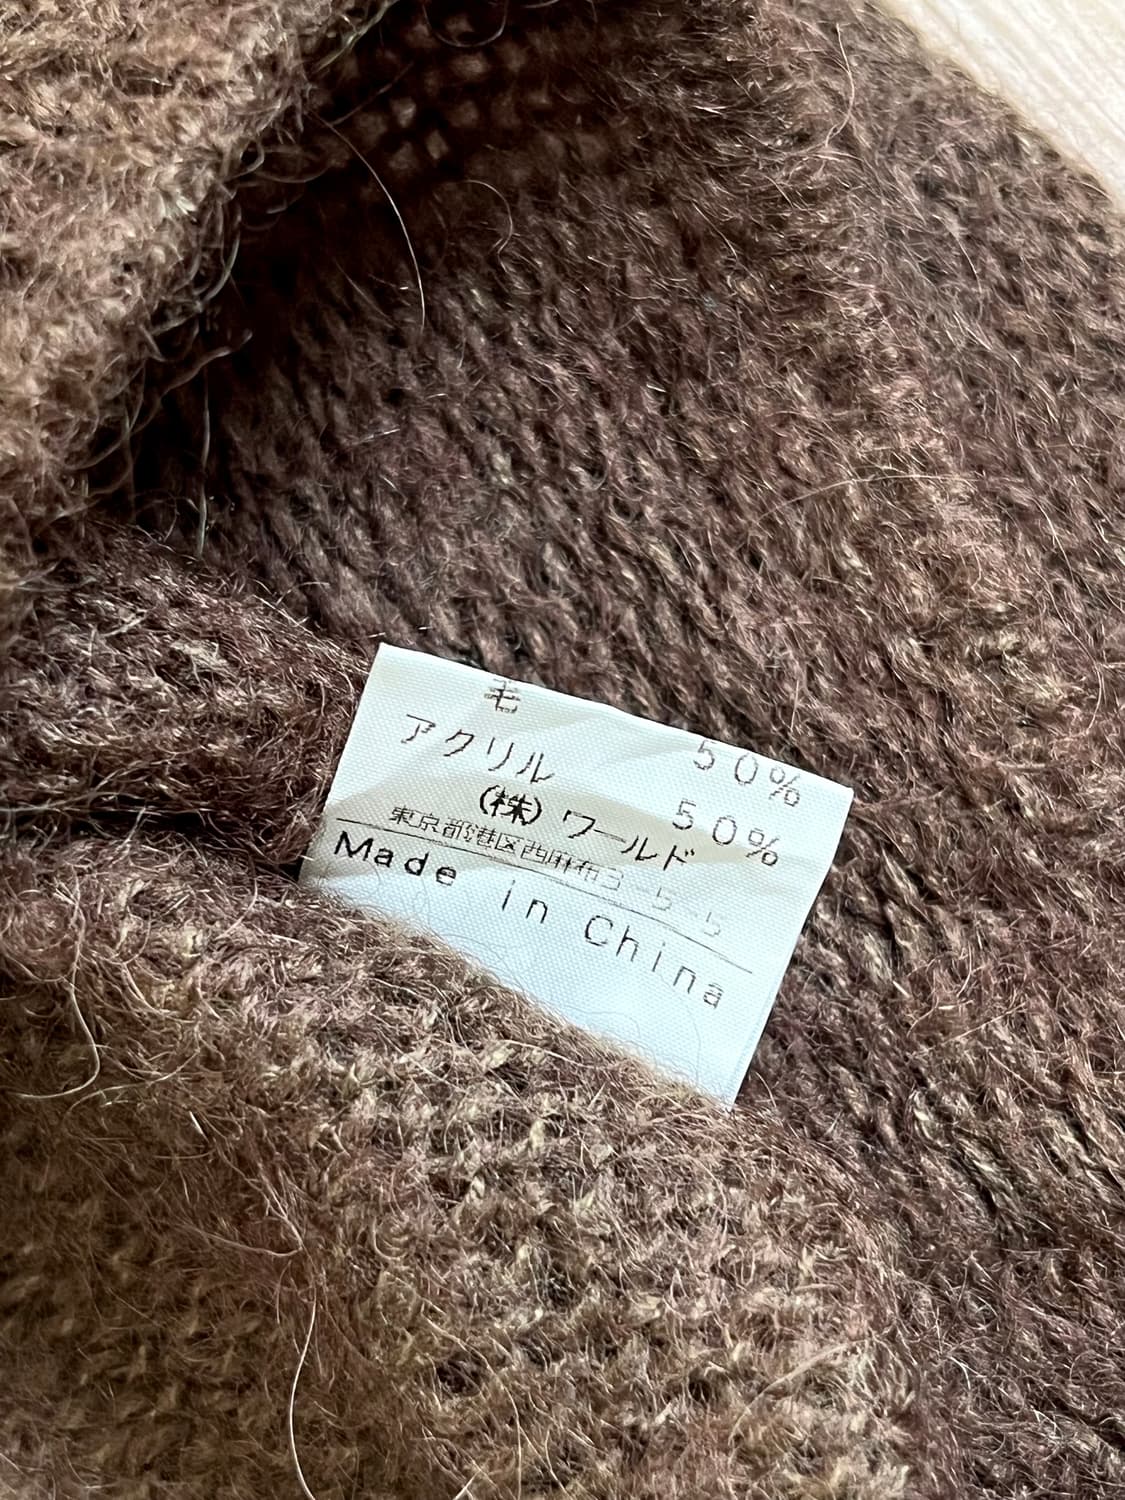 毛 50%
アクリル 50%
(株)ワールド
東京都港区西麻布3-5-5
Made in China